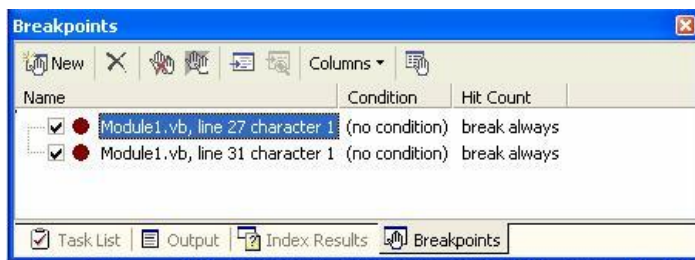 Breakpoints
New Columns
Name Condition Hit Count
Module1.vb, line 27 character 1 (no condition) break always
Module1.vb, line 31 character 1 (no condition) break always
Task List Output Index Results Breakpoints